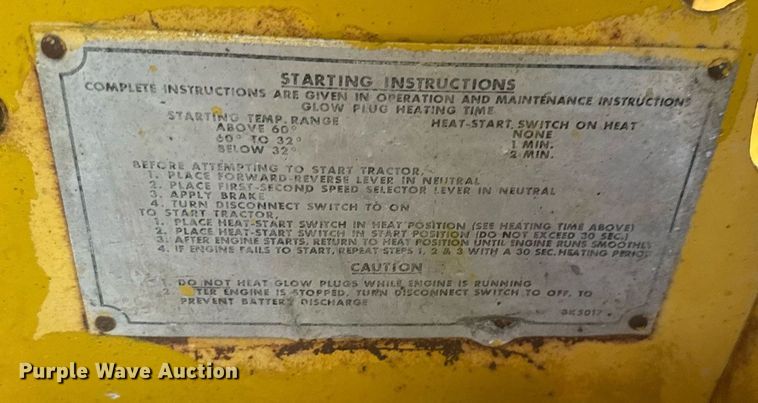 STARTING INSTRUCTIONS
COMPLETE INSTRUCTIONS ARE GIVEN IN OPERATION AND MAINTENANCE INSTRUCTIONS
GLOW PLUG HEATING TIME
STARTING TEMP. RANGE HEAT-START SWITCH ON HEAT
ABOVE 60° NONE
60° TO 32° 1 MIN.
BELOW 32° 2 MIN.
BEFORE ATTEMPTING TO START TRACTOR,
1. PLACE FORWARD-REVERSE LEVER IN NEUTRAL
2. PLACE FIRST-SECOND SPEED SELECTOR LEVER IN NEUTRAL
3. APPLY BRAKE
4. TURN DISCONNECT SWITCH TO ON
TO START TRACTOR,
1. PLACE HEAT-START SWITCH IN HEAT POSITION (SEE HEATING TIME ABOVE)
2. PLACE HEAT-START SWITCH IN START POSITION (DO NOT EXCEED 30 SEC.)
3. AFTER ENGINE STARTS, RETURN TO HEAT POSITION UNTIL ENGINE RUNS SMOOTHLY
4. IF ENGINE FAILS TO START, REPEAT STEPS 1, 2 & 3 WITH A 30 SEC. HEATING PERIOD
CAUTION
1. DO NOT HEAT GLOW PLUGS WHILE ENGINE IS RUNNING
2. AFTER ENGINE IS STOPPED, TURN DISCONNECT SWITCH TO OFF, TO
PREVENT BATTERY DISCHARGE
Purple Wave Auction